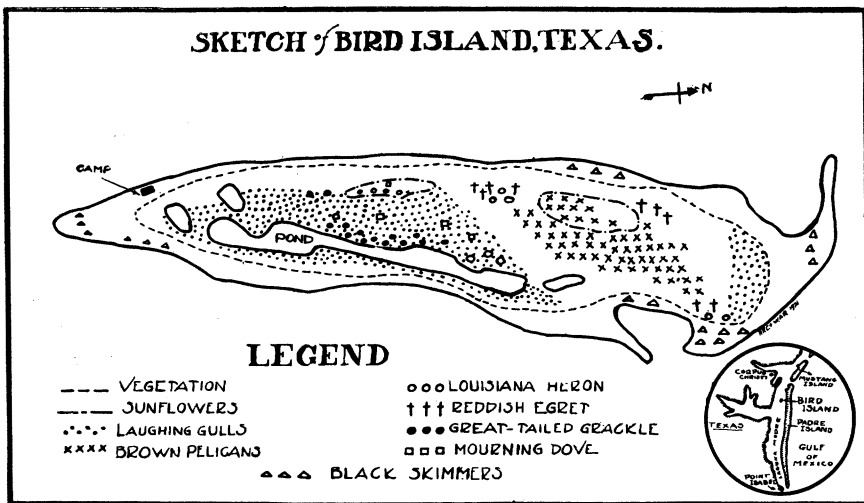 SKETCH of BIRD ISLAND, TEXAS.
N
CAMP
POND
LEGEND
VEGETATION
SUNFLOWERS
LAUGHING GULLS
BROWN PELICANS
LOUISIANA HERON
REDDISH EGRET
GREAT-TAILED GRACKLE
MOURNING DOVE
BLACK SKIMMERS
CORPUS
CHRISTI
MUSTANG
ISLAND
BIRD
ISLAND
TEXAS
PADRE
ISLAND
GULF
OF
MEXICO
POINT
ISABEL